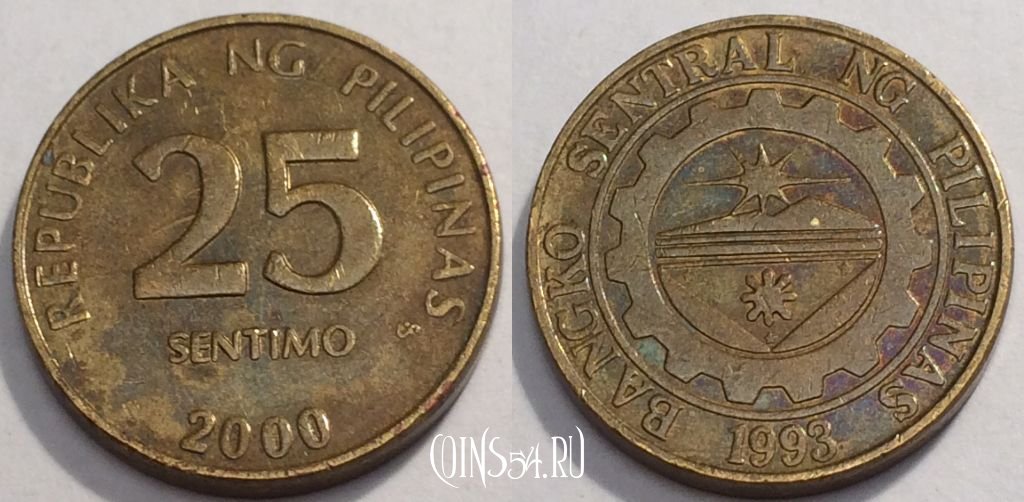 REPUBLIKA NG PILIPINAS
25
SENTIMO
2000
BANGKO SENTRAL NG PILIPINAS
1993
COINS54.RU